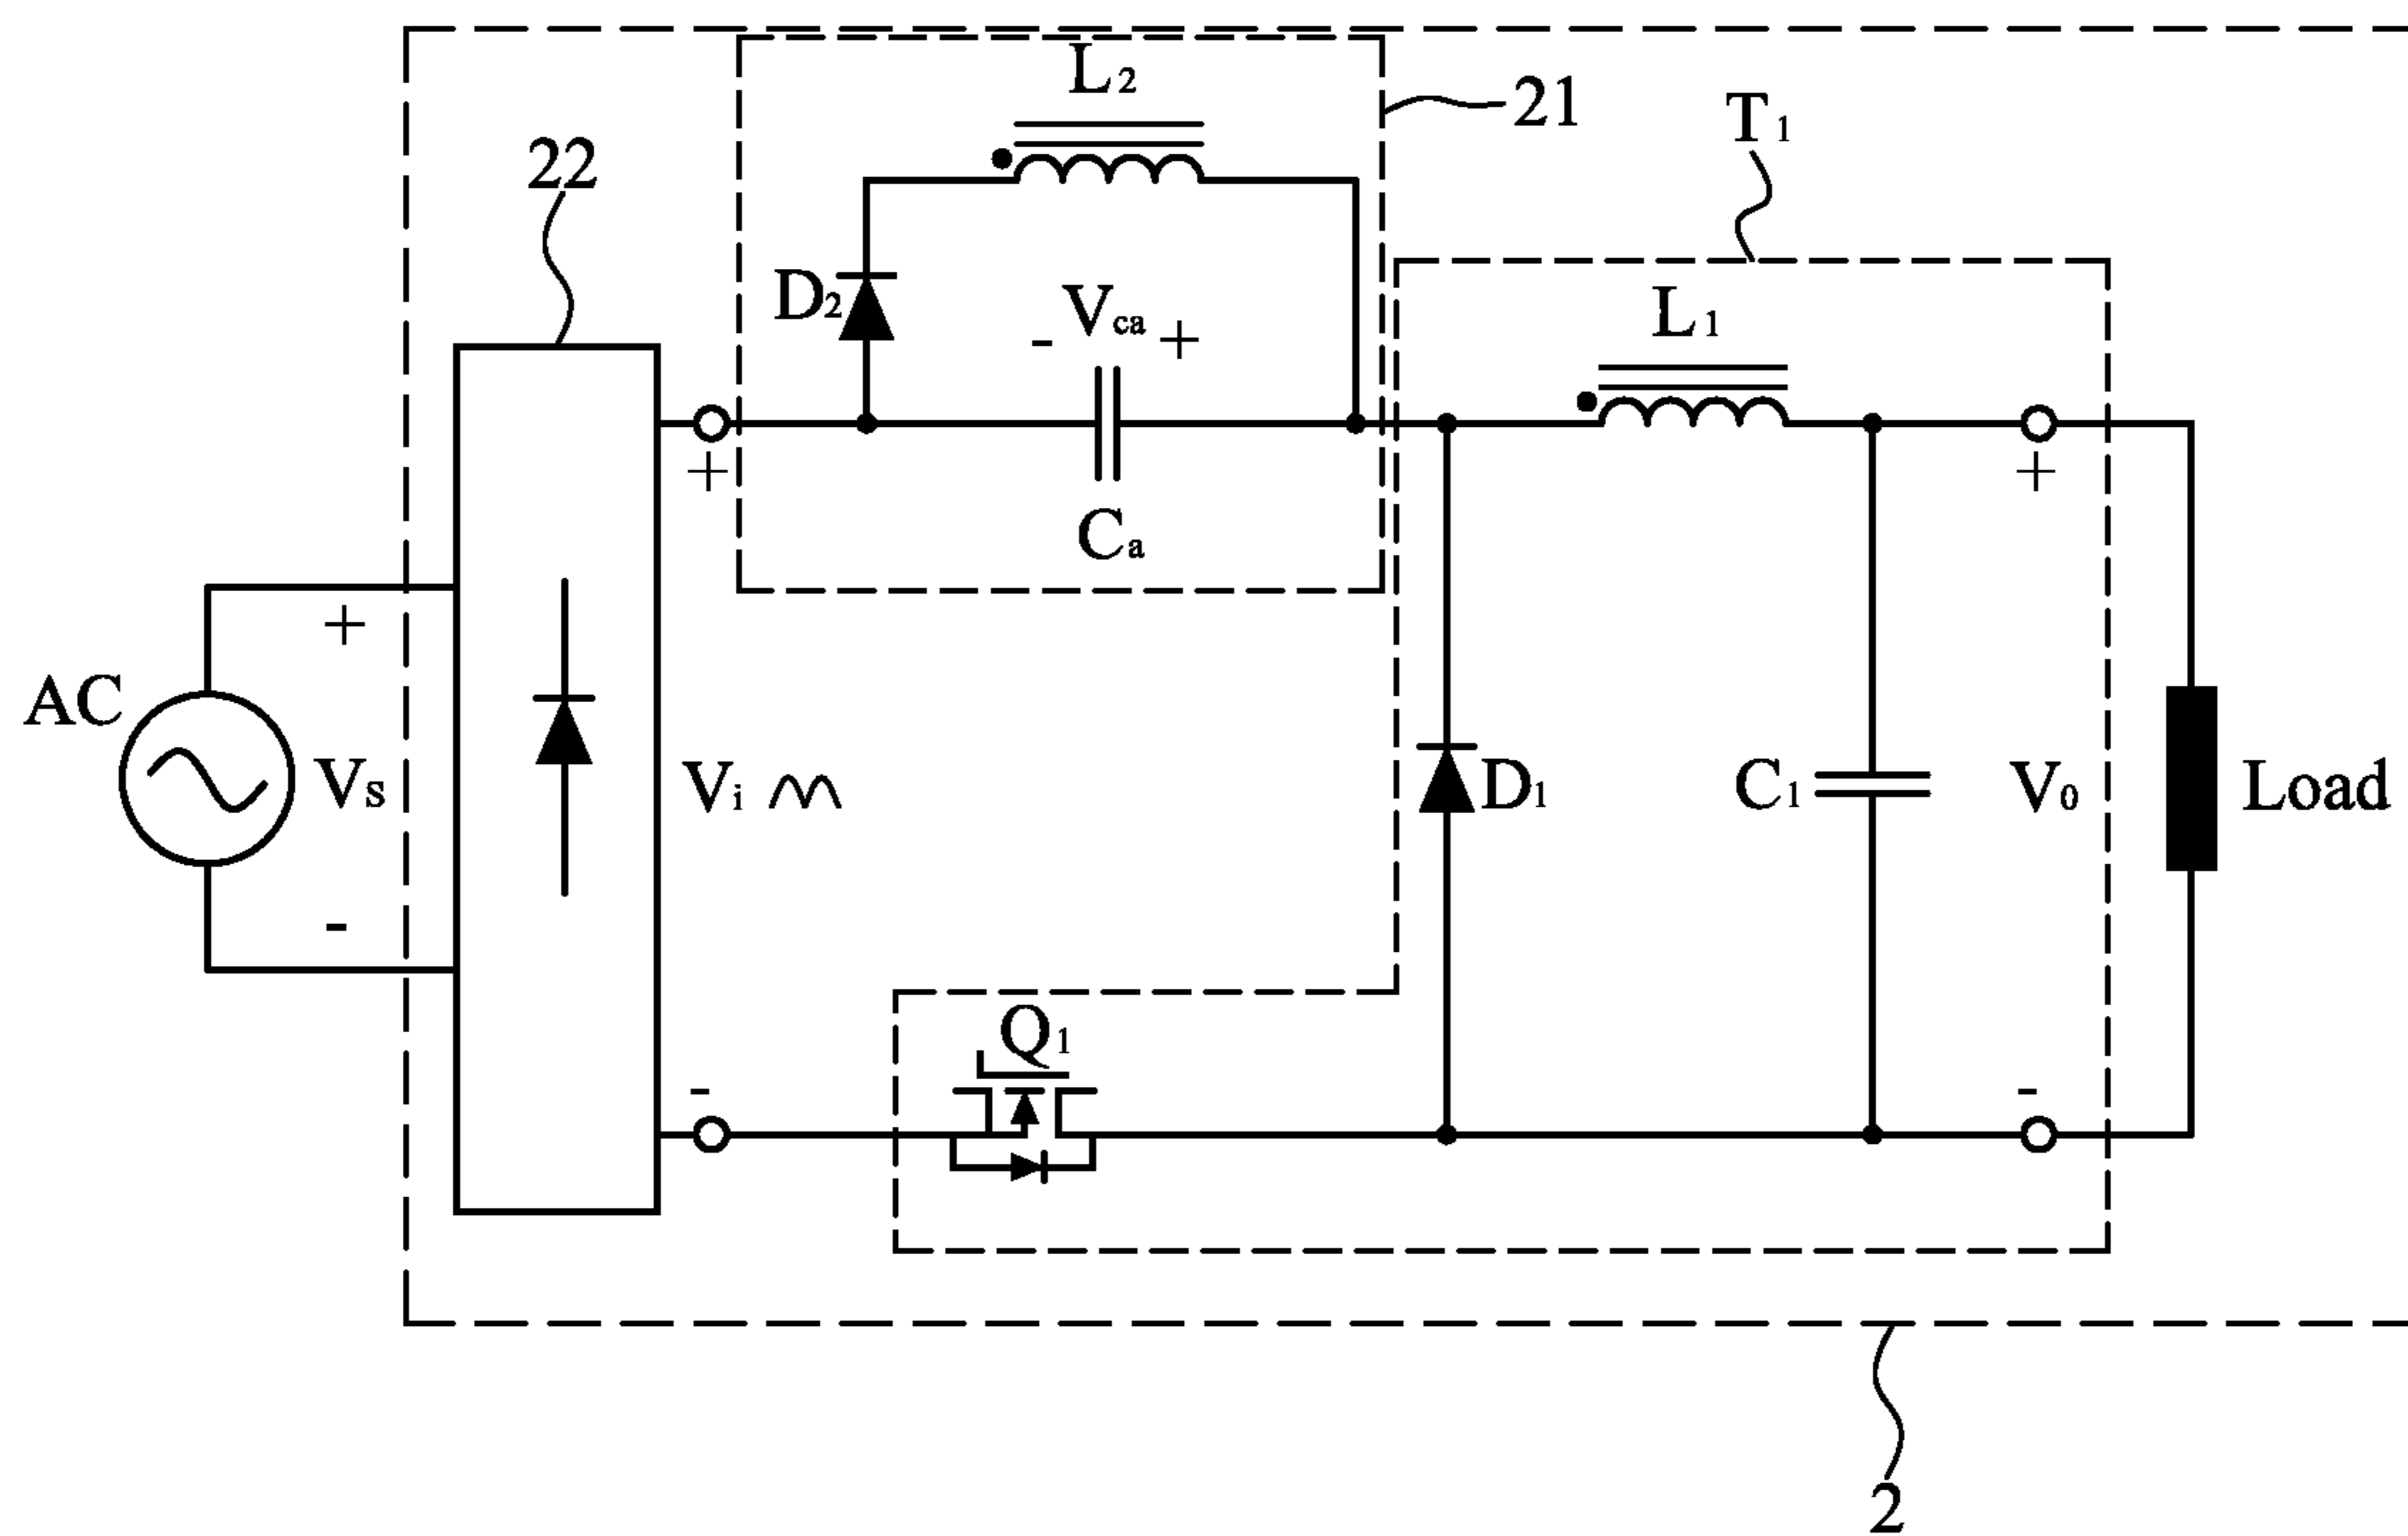 L2
21
T1
22
D2
- Vca +
L1
+
+
Ca
+
AC
Vs
Vi
D1
C1
V0
Load
-
Q1
-
-
2